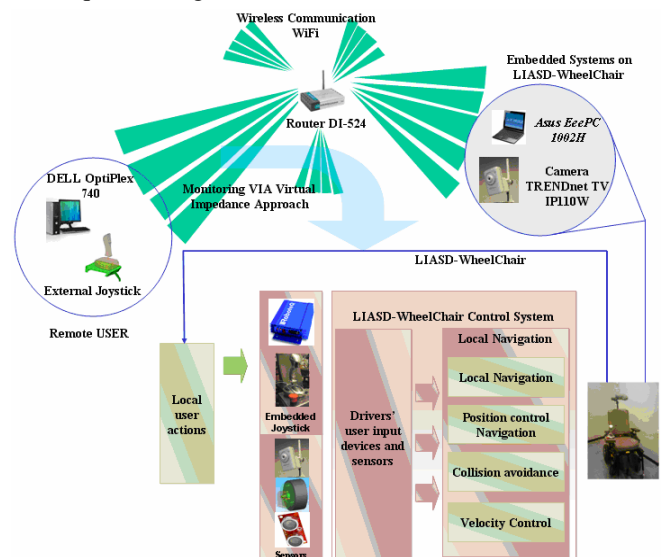 Wireless Communication
WiFi
Router DI-524
Embedded Systems on
LIASD-WheelChair
Asus EeePC
1002H
Camera
TRENDnet TV
IP110W
DELL OptiPlex
740
External Joystick
Remote USER
Monitoring VIA Virtual
Impedance Approach
LIASD-WheelChair
LIASD-WheelChair Control System
Local
user
actions
Embedded
Joystick
Sensors
Drivers'
user input
devices and
sensors
Local Navigation
Local Navigation
Position control
Navigation
Collision avoidance
Velocity Control